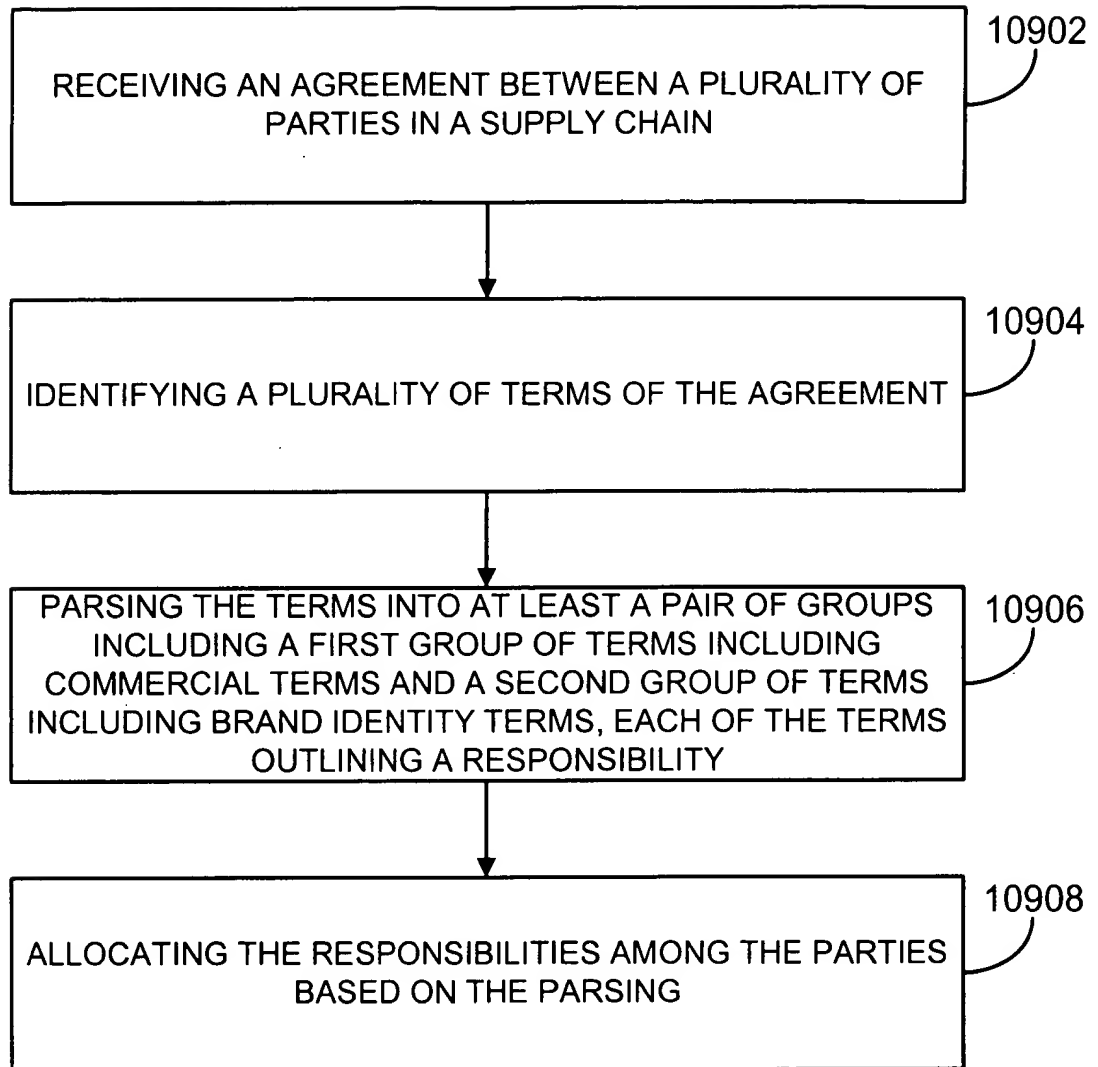 10902
RECEIVING AN AGREEMENT BETWEEN A PLURALITY OF
PARTIES IN A SUPPLY CHAIN
10904
IDENTIFYING A PLURALITY OF TERMS OF THE AGREEMENT
10906
PARSING THE TERMS INTO AT LEAST A PAIR OF GROUPS
INCLUDING A FIRST GROUP OF TERMS INCLUDING
COMMERCIAL TERMS AND A SECOND GROUP OF TERMS
INCLUDING BRAND IDENTITY TERMS, EACH OF THE TERMS
OUTLINING A RESPONSIBILITY
10908
ALLOCATING THE RESPONSIBILITIES AMONG THE PARTIES
BASED ON THE PARSING